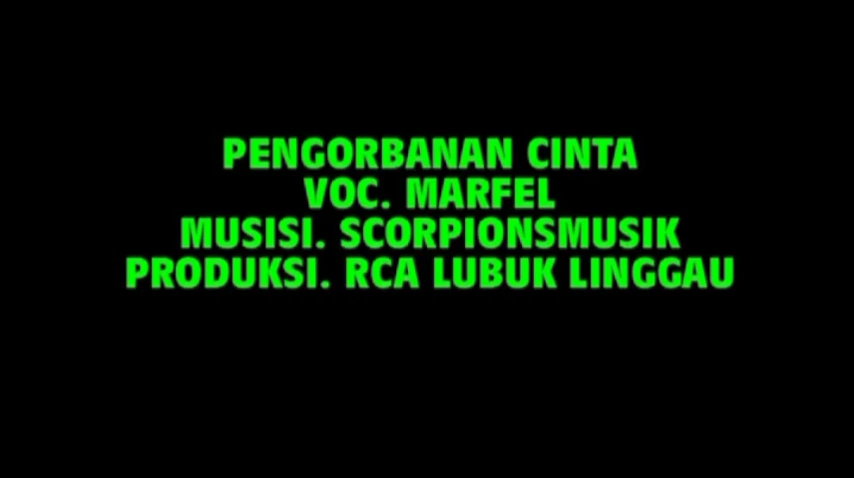 PENGORBANAN CINTA
VOC. MARFEL
MUSISI. SCORPIONSMUSIK
PRODUKSI. RCA LUBUK LINGGAU